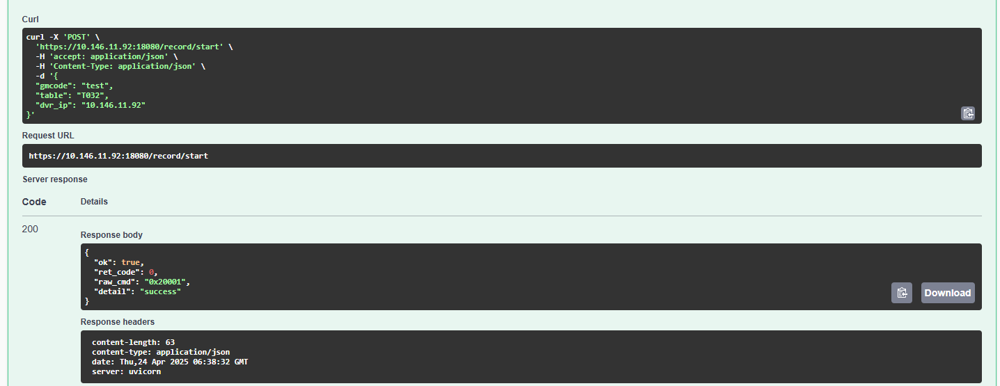 Curl
curl -X 'POST' \
  'https://10.146.11.92:18080/record/start' \
  -H 'accept: application/json' \
  -H 'Content-Type: application/json' \
  -d '{
  "gmcode": "test",
  "table": "T032",
  "dvr_ip": "10.146.11.92"
}'
Request URL
https://10.146.11.92:18080/record/start
Server response
Code Details
200
Response body
{
  "ok": true,
  "ret_code": 0,
  "raw_cmd": "0x20001",
  "detail": "success"
}
Download
Response headers
content-length: 63
content-type: application/json
date: Thu,24 Apr 2025 06:38:32 GMT
server: uvicorn